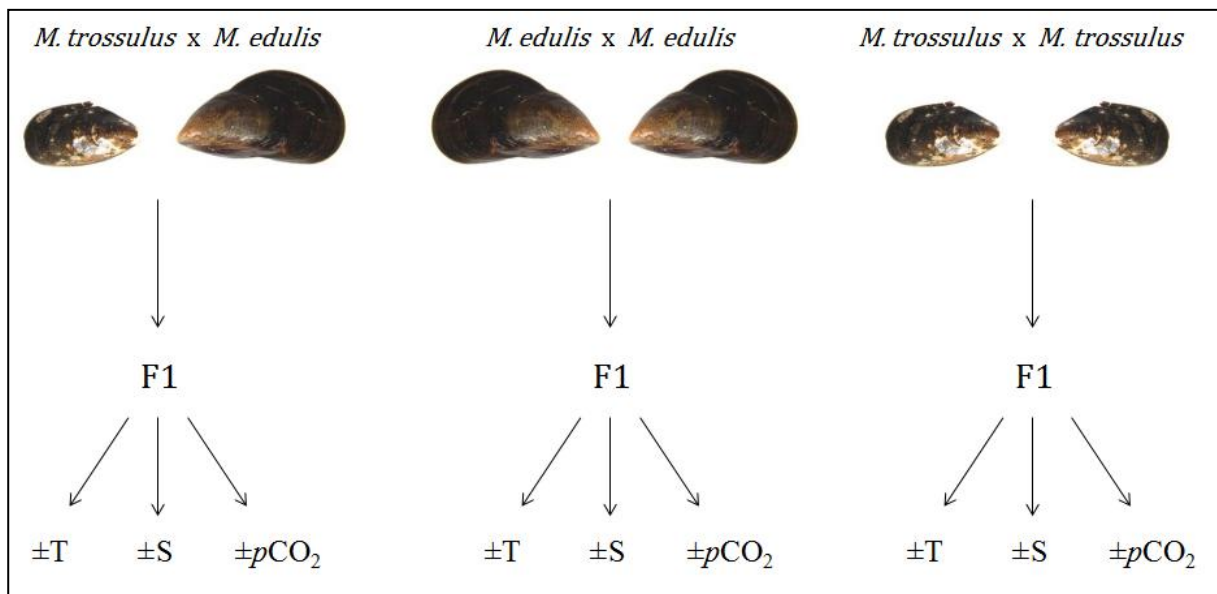 M. trossulus x M. edulis
M. edulis x M. edulis
M. trossulus x M. trossulus
F1
F1
F1
±T ±S ±pCO₂
±T ±S ±pCO₂
±T ±S ±pCO₂